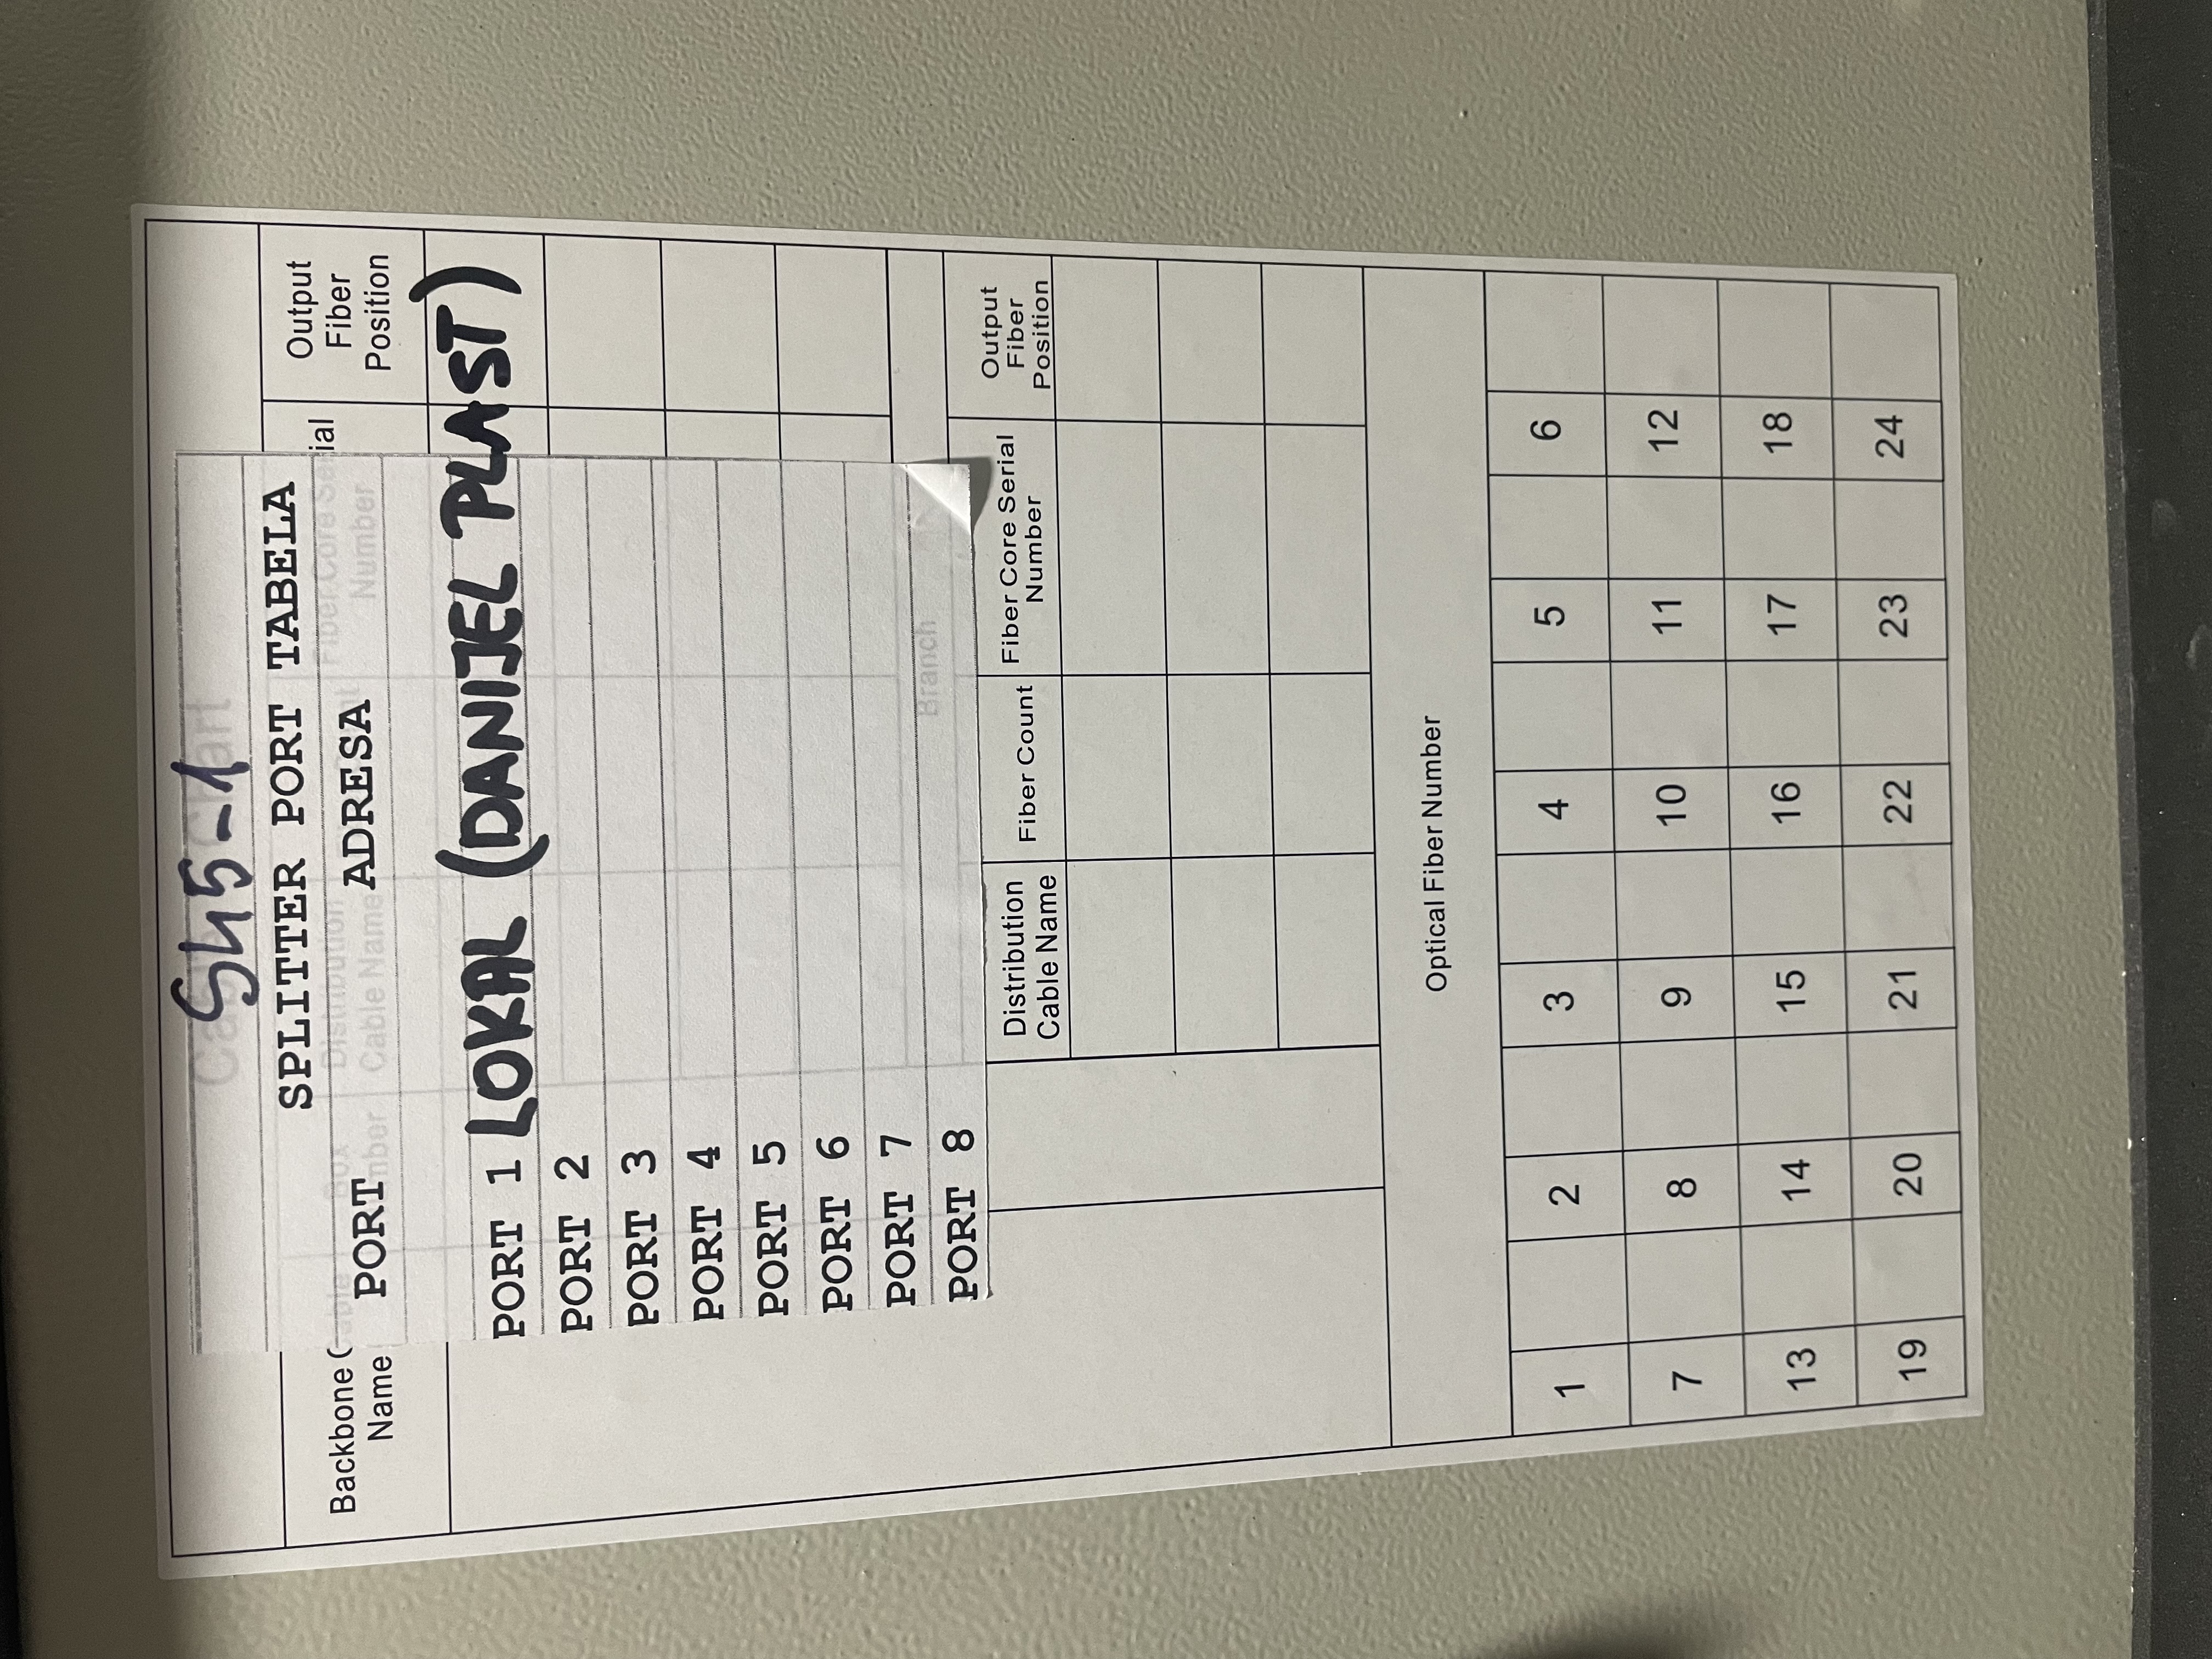 S45-1
SPLITTER PORT TABELA
PORT ADRESA
PORT 1 LOKAL (DANIJEL PLAST)
PORT 2
PORT 3
PORT 4
PORT 5
PORT 6
PORT 7
PORT 8
Backbone
Name
Output
Fiber
Position
Distribution
Cable Name
Fiber Count
Fiber Core Serial
Number
Output
Fiber
Position
Branch
Optical Fiber Number
1 2 3 4 5 6
7 8 9 10 11 12
13 14 15 16 17 18
19 20 21 22 23 24